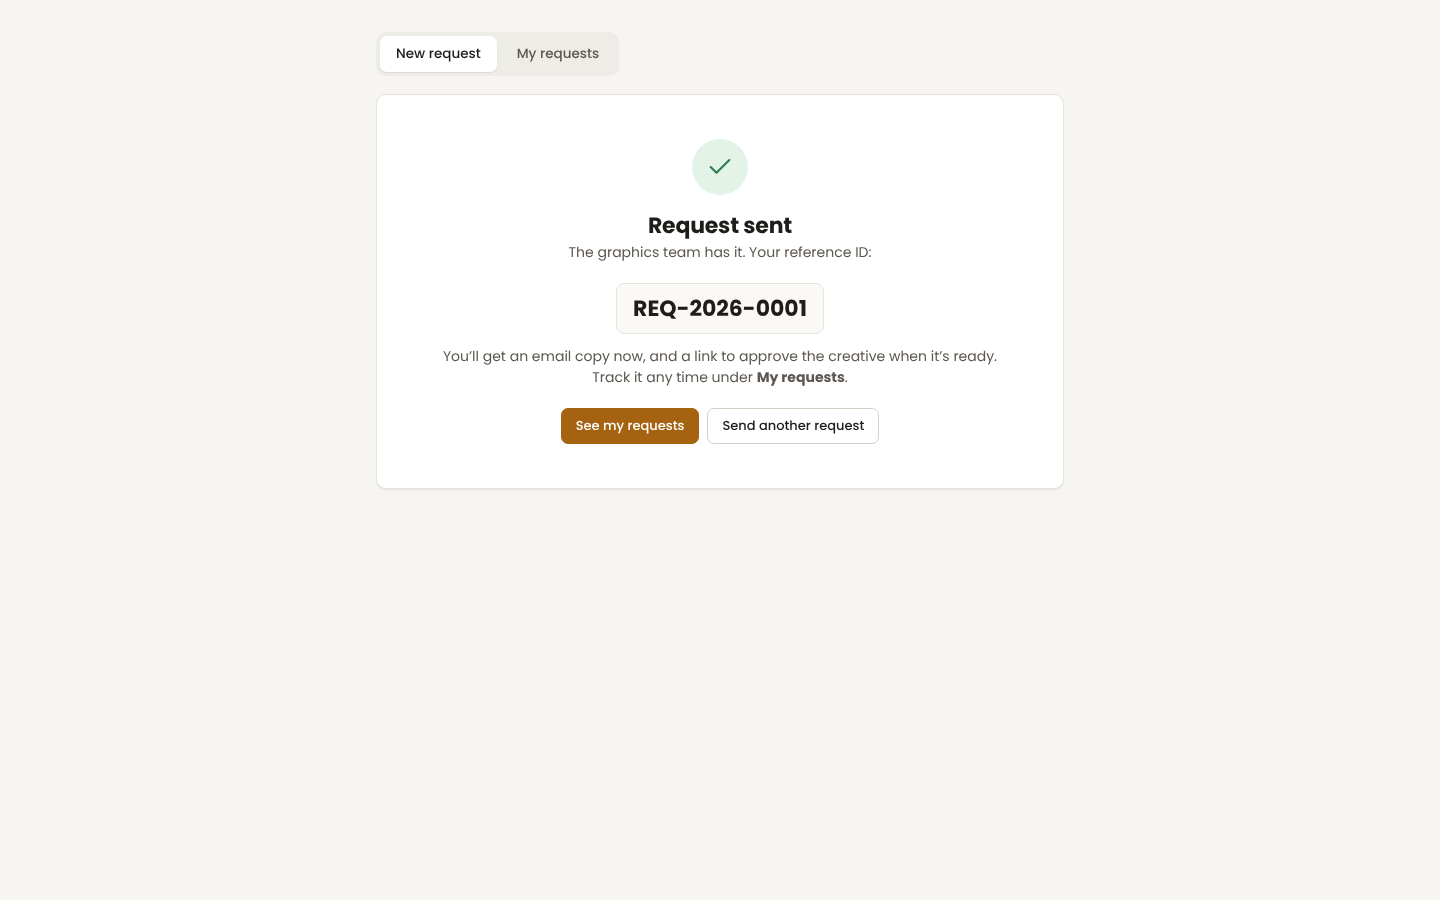 New request
My requests
Request sent
The graphics team has it. Your reference ID:
REQ-2026-0001
You’ll get an email copy now, and a link to approve the creative when it’s ready.
Track it any time under My requests.
See my requests
Send another request